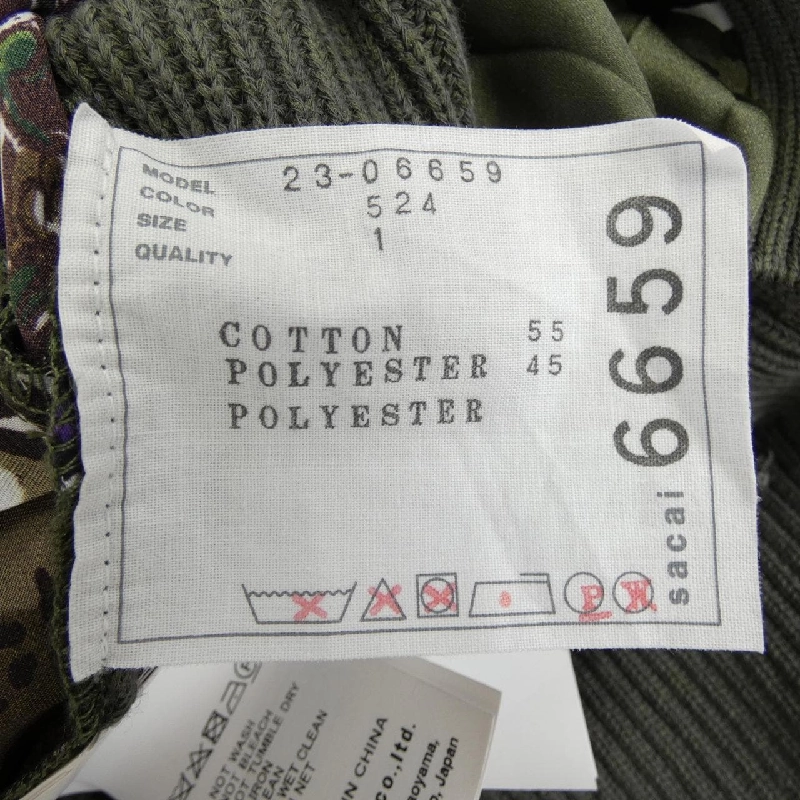 MODEL 23-06659
COLOR 524
SIZE 1
QUALITY
COTTON 55
POLYESTER 45
POLYESTER
6659
sacai
P W
NOT WASH
NOT BLEACH
NOT TUMBLE DRY
IRON
WET CLEAN
NET
IN CHINA
Co.,ltd.
Japan